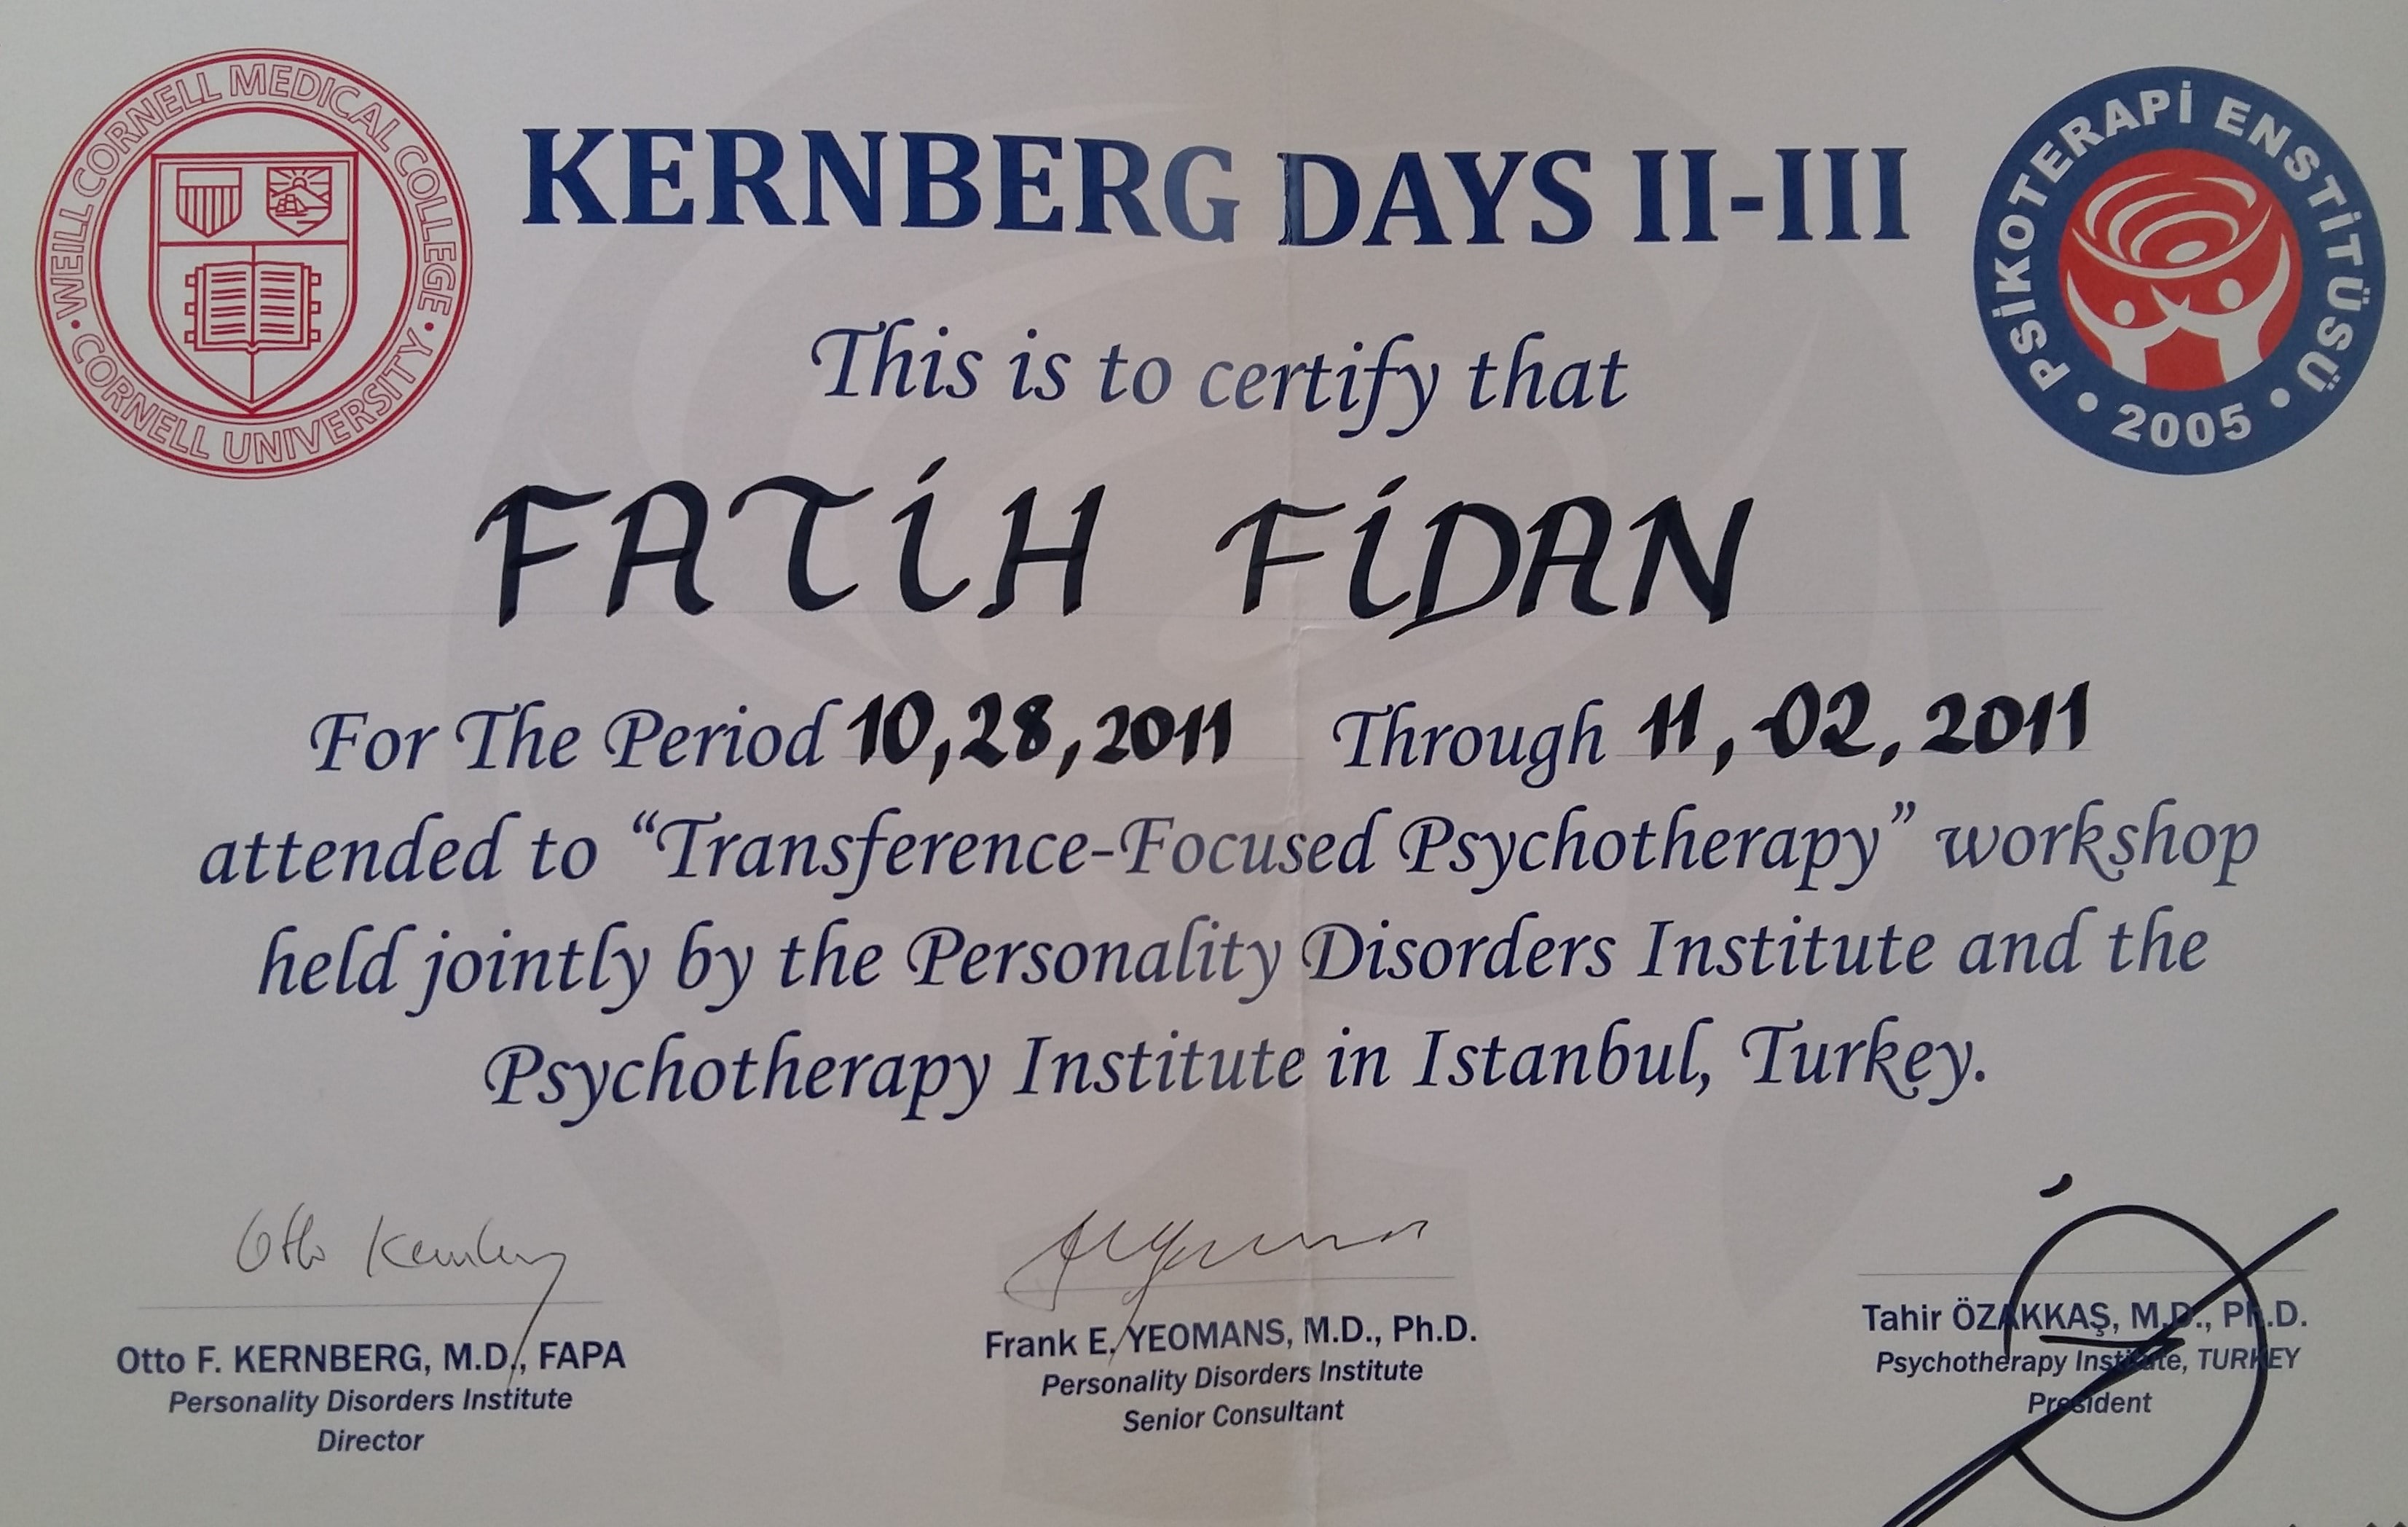 WEILL CORNELL MEDICAL COLLEGE • CORNELL UNIVERSITY •
KERNBERG DAYS II-III
PSİKOTERAPİ ENSTİTÜSÜ • 2005 •
This is to certify that
FATİH FİDAN
For The Period 10,28,2011 Through 11,02,2011
attended to “Transference-Focused Psychotherapy” workshop
held jointly by the Personality Disorders Institute and the
Psychotherapy Institute in Istanbul, Turkey.
Otto Kernberg
Otto F. KERNBERG, M.D., FAPA
Personality Disorders Institute
Director
Frank E. YEOMANS, M.D., Ph.D.
Personality Disorders Institute
Senior Consultant
Tahir ÖZAKKAŞ, M.D., Ph.D.
Psychotherapy Institute, TURKEY
President